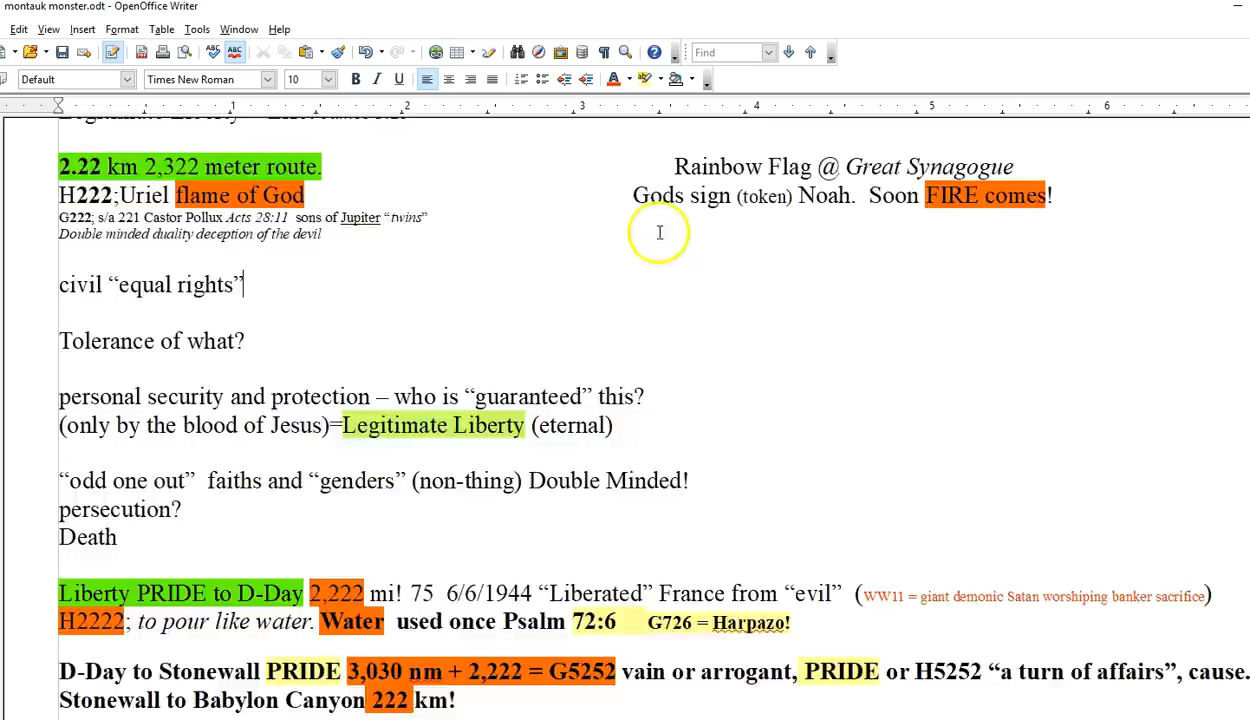 montauk monster.odt - OpenOffice Writer
Edit View Insert Format Table Tools Window Help
Find
Default Times New Roman 10 B I U
1 2 3 4 5 6
2.22 km 2,322 meter route. Rainbow Flag @ Great Synagogue
H222;Uriel flame of God Gods sign (token) Noah. Soon FIRE comes!
G222; s/a 221 Castor Pollux Acts 28:11 sons of Jupiter “twins”
Double minded duality deception of the devil
civil “equal rights”
Tolerance of what?
personal security and protection – who is “guaranteed” this?
(only by the blood of Jesus)=Legitimate Liberty (eternal)
“odd one out” faiths and “genders” (non-thing) Double Minded!
persecution?
Death
Liberty PRIDE to D-Day 2,222 mi! 75 6/6/1944 “Liberated” France from “evil” (WW11 = giant demonic Satan worshiping banker sacrifice)
H2222; to pour like water. Water used once Psalm 72:6 G726 = Harpazo!
D-Day to Stonewall PRIDE 3,030 nm + 2,222 = G5252 vain or arrogant, PRIDE or H5252 “a turn of affairs”, cause.
Stonewall to Babylon Canyon 222 km!